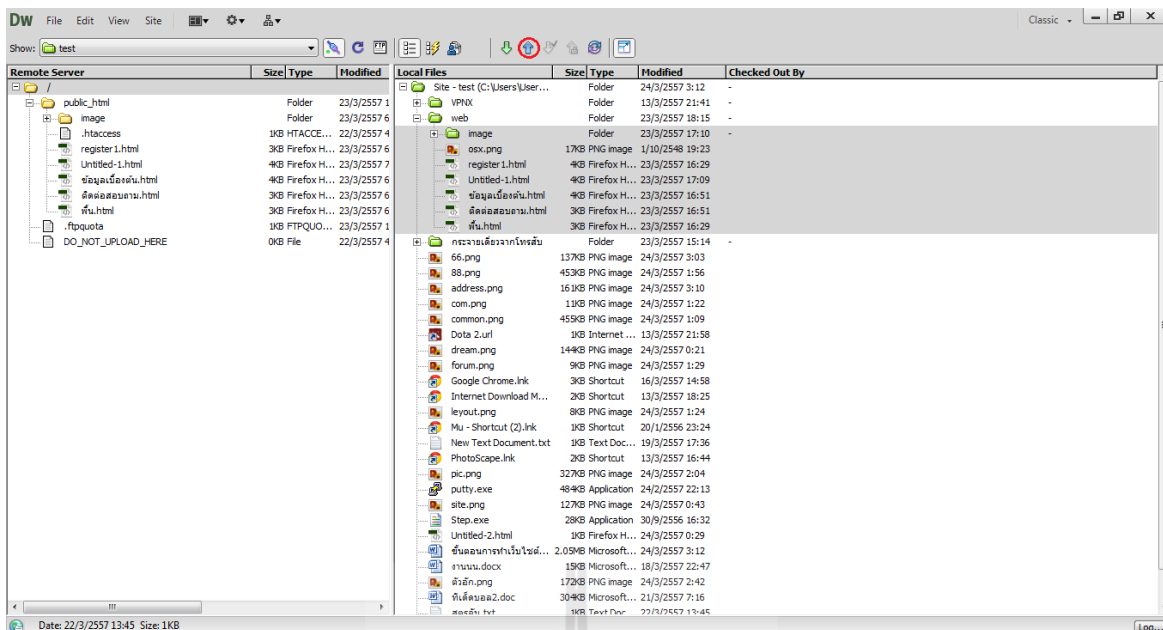 DW File Edit View Site Classic
Show: test
Remote Server Size Type Modified
/
public_html Folder 23/3/2557 1
image Folder 23/3/2557 6
.htaccess 1KB HTACCE... 22/3/2557 4
register1.html 3KB Firefox H... 23/3/2557 6
Untitled-1.html 4KB Firefox H... 23/3/2557 7
ข้อมูลเบื้องต้น.html 4KB Firefox H... 23/3/2557 6
ติดต่อสอบถาม.html 3KB Firefox H... 23/3/2557 6
พื้น.html 3KB Firefox H... 23/3/2557 6
.ftpquota 1KB FTPQUO... 23/3/2557 1
DO_NOT_UPLOAD_HERE 0KB File 22/3/2557 4
Local Files Size Type Modified Checked Out By
Site - test (C:\Users\User... Folder 24/3/2557 3:12 -
VPNX Folder 13/3/2557 21:41 -
web Folder 23/3/2557 18:15 -
image Folder 23/3/2557 17:10 -
osx.png 17KB PNG image 1/10/2548 19:23
register1.html 4KB Firefox H... 23/3/2557 16:29
Untitled-1.html 4KB Firefox H... 23/3/2557 17:09
ข้อมูลเบื้องต้น.html 4KB Firefox H... 23/3/2557 16:51
ติดต่อสอบถาม.html 3KB Firefox H... 23/3/2557 16:51
พื้น.html 3KB Firefox H... 23/3/2557 16:29
กระจายเดียวจากโทรสับ Folder 23/3/2557 15:14 -
66.png 137KB PNG image 24/3/2557 3:03
88.png 453KB PNG image 24/3/2557 1:56
address.png 161KB PNG image 24/3/2557 3:10
com.png 11KB PNG image 24/3/2557 1:22
common.png 455KB PNG image 24/3/2557 1:09
Dota 2.url 1KB Internet ... 13/3/2557 21:58
dream.png 144KB PNG image 24/3/2557 0:21
forum.png 9KB PNG image 24/3/2557 1:29
Google Chrome.lnk 3KB Shortcut 16/3/2557 14:58
Internet Download M... 2KB Shortcut 13/3/2557 18:25
leyout.png 8KB PNG image 24/3/2557 1:24
Mu - Shortcut (2).lnk 1KB Shortcut 20/1/2556 23:24
New Text Document.txt 1KB Text Doc... 19/3/2557 17:36
PhotoScape.lnk 2KB Shortcut 13/3/2557 16:44
pic.png 327KB PNG image 24/3/2557 2:04
putty.exe 484KB Application 24/2/2557 22:13
site.png 127KB PNG image 24/3/2557 0:43
Step.exe 28KB Application 30/9/2556 16:32
Untitled-2.html 1KB Firefox H... 24/3/2557 0:29
ขั้นตอนการทำเว็บไซต์... 2.05MB Microsoft... 24/3/2557 3:12
งานนน.docx 15KB Microsoft... 18/3/2557 22:47
ตัวอัก.png 172KB PNG image 24/3/2557 2:42
ทีเด็ดบอล2.doc 304KB Microsoft... 21/3/2557 7:16
สตรอัน.txt 1KB Text Doc... 22/3/2557 13:45
Date: 22/3/2557 13:45 Size: 1KB Log...